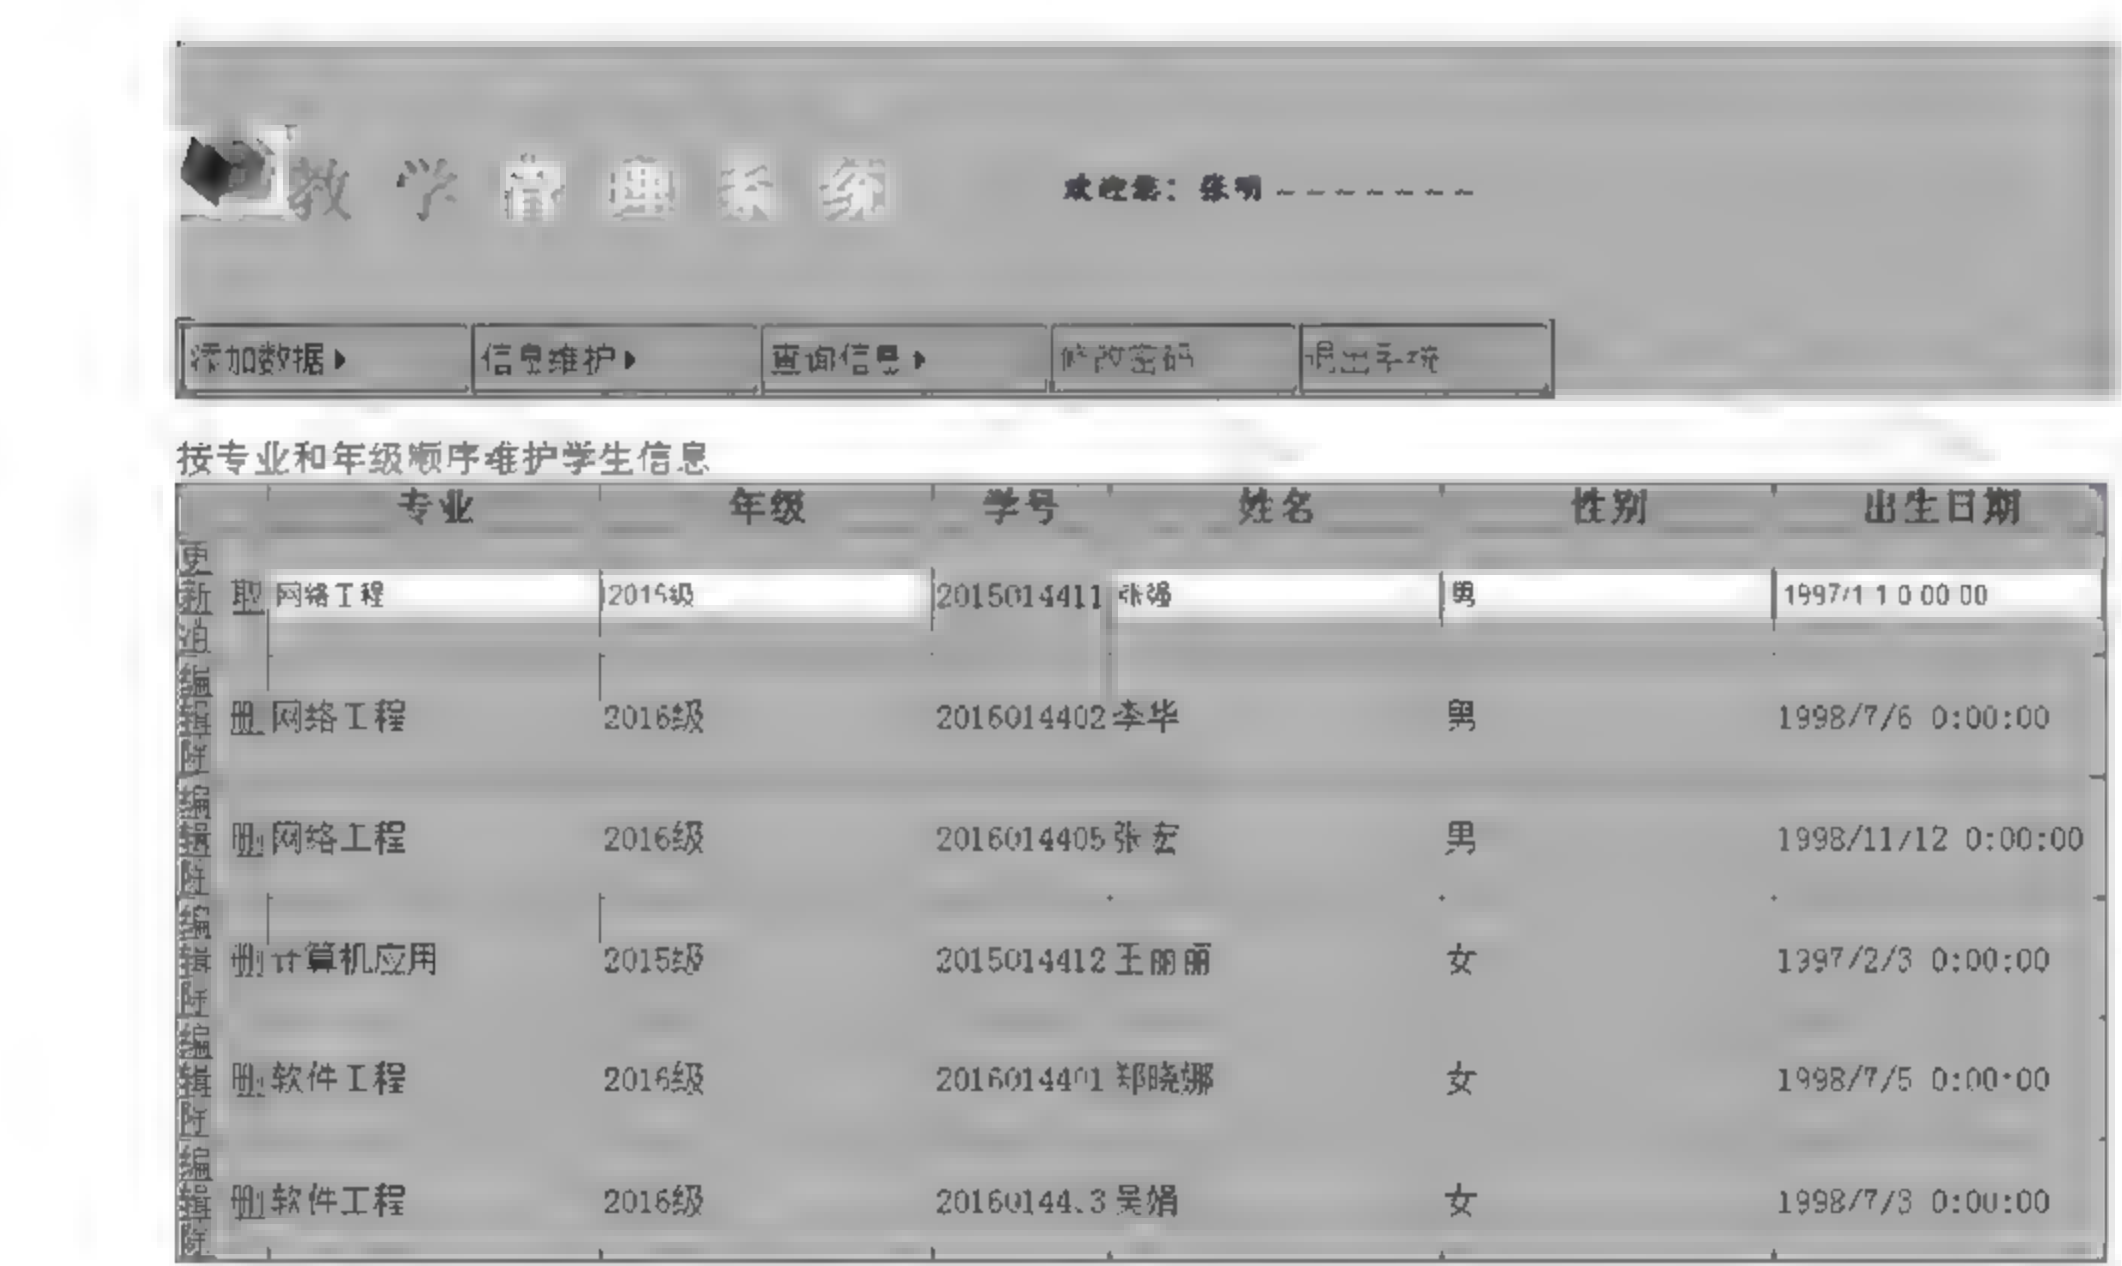 教学管理系统
欢迎您：张明 ~ ~ ~ ~ ~ ~ ~
添加数据 信息维护 查询信息 修改密码 退出系统
按专业和年级顺序维护学生信息
专业 年级 学号 姓名 性别 出生日期
更新 取消 网络工程 2015级 2015014411 张强 男 1997/1/1 0:00:00
编辑 删除 网络工程 2016级 2016014402 李华 男 1998/7/6 0:00:00
编辑 删除 网络工程 2016级 2016014405 张宏 男 1998/11/12 0:00:00
编辑 删除 计算机应用 2015级 2015014412 王丽丽 女 1997/2/3 0:00:00
编辑 删除 软件工程 2016级 2016014401 郑晓娜 女 1998/7/5 0:00:00
编辑 删除 软件工程 2016级 吴娟 女 1998/7/3 0:00:00